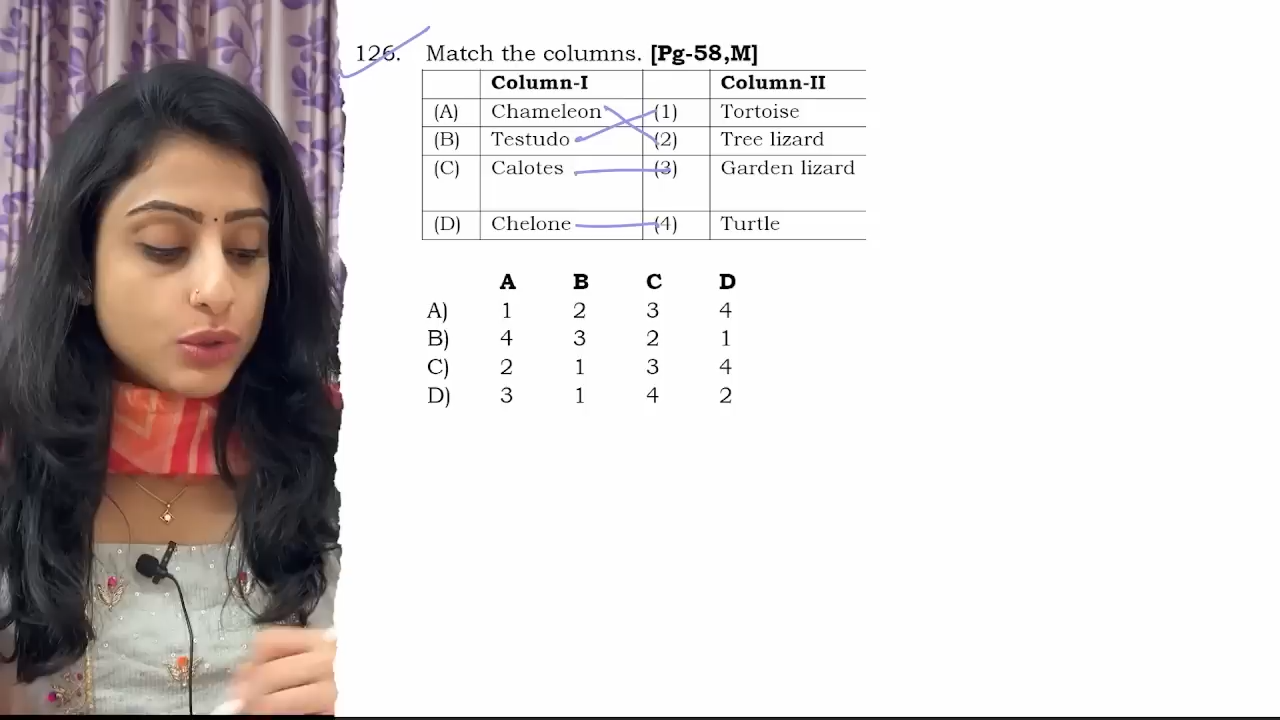 126. Match the columns. [Pg-58,M]
Column-I Column-II
(A) Chameleon (1) Tortoise
(B) Testudo (2) Tree lizard
(C) Calotes (3) Garden lizard
(D) Chelone (4) Turtle
A B C D
A) 1 2 3 4
B) 4 3 2 1
C) 2 1 3 4
D) 3 1 4 2